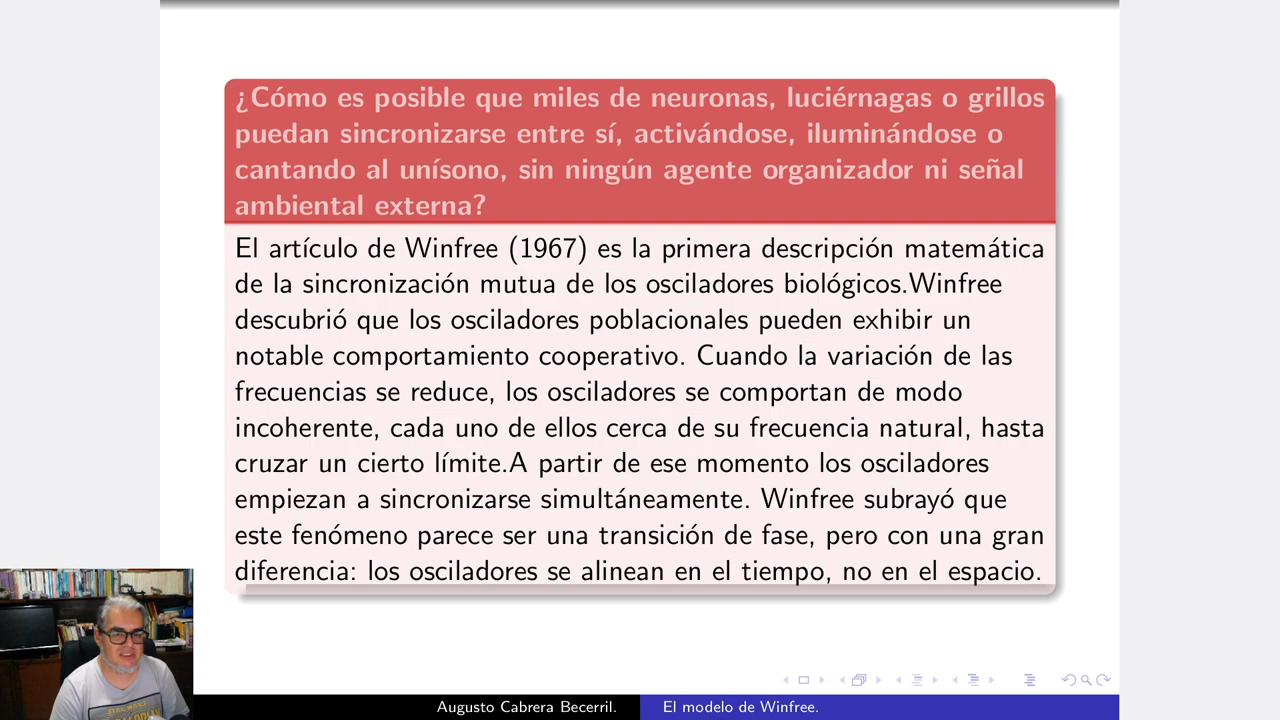 ¿Cómo es posible que miles de neuronas, luciérnagas o grillos
puedan sincronizarse entre sí, activándose, iluminándose o
cantando al unísono, sin ningún agente organizador ni señal
ambiental externa?
El artículo de Winfree (1967) es la primera descripción matemática
de la sincronización mutua de los osciladores biológicos.Winfree
descubrió que los osciladores poblacionales pueden exhibir un
notable comportamiento cooperativo. Cuando la variación de las
frecuencias se reduce, los osciladores se comportan de modo
incoherente, cada uno de ellos cerca de su frecuencia natural, hasta
cruzar un cierto límite.A partir de ese momento los osciladores
empiezan a sincronizarse simultáneamente. Winfree subrayó que
este fenómeno parece ser una transición de fase, pero con una gran
diferencia: los osciladores se alinean en el tiempo, no en el espacio.
STAR WARS
Augusto Cabrera Becerril.
El modelo de Winfree.